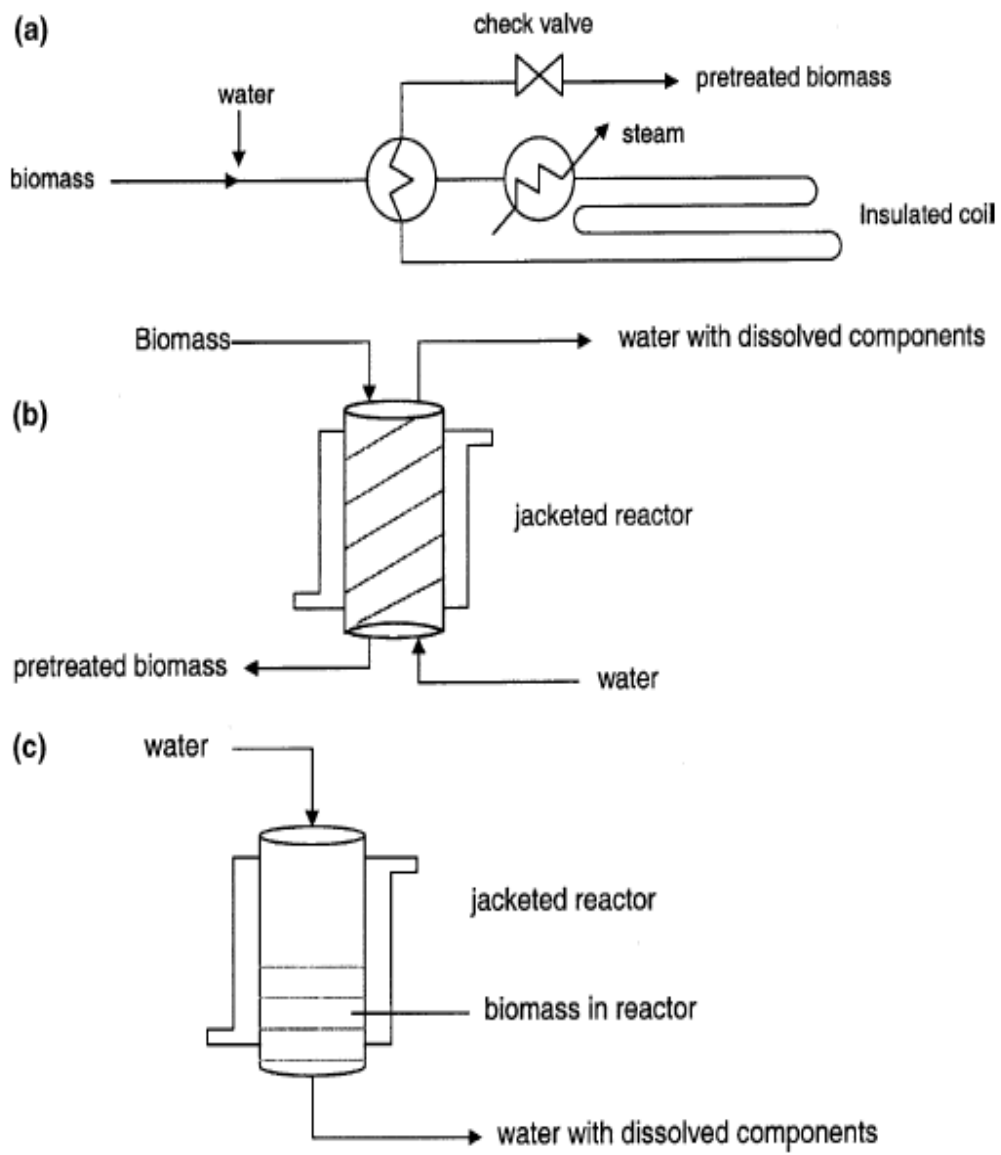 (a)
check valve
pretreated biomass
water
steam
biomass
Insulated coil
Biomass
water with dissolved components
(b)
jacketed reactor
pretreated biomass
water
(c)
water
jacketed reactor
biomass in reactor
water with dissolved components